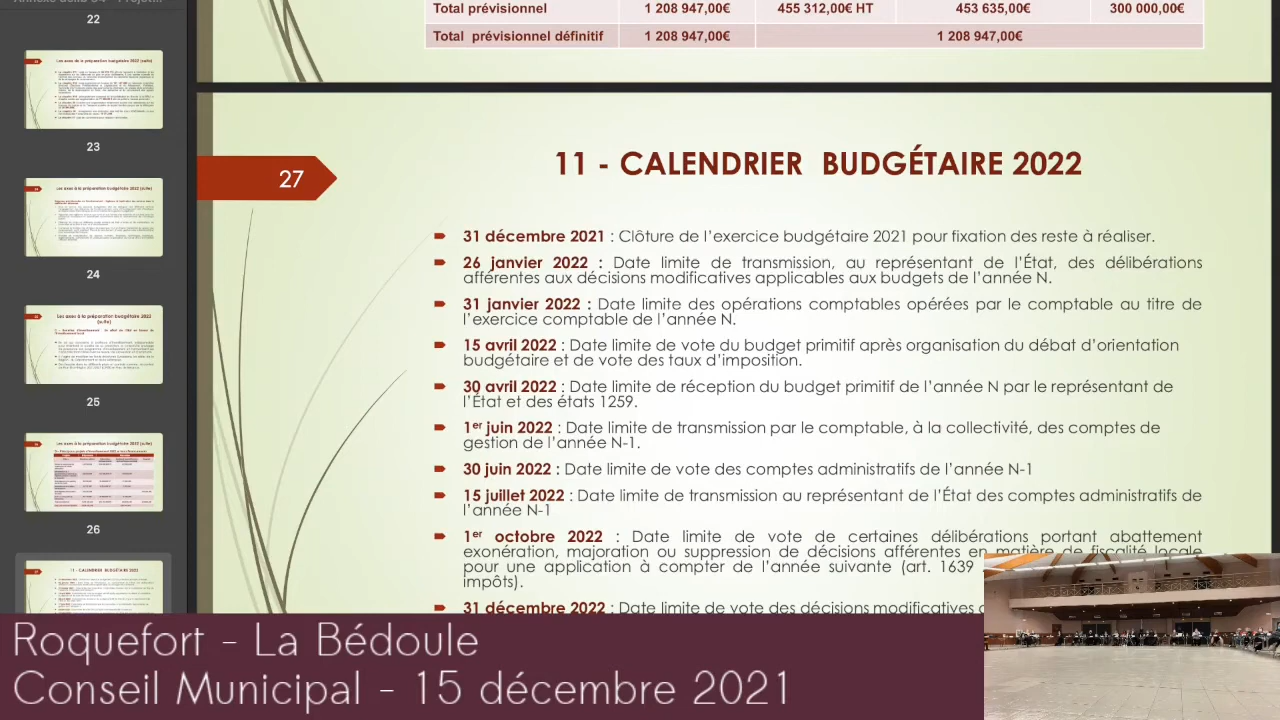 22
23
24
25
26
Total prévisionnel 1 208 947,00€ 455 312,00€ HT 453 635,00€ 300 000,00€
Total prévisionnel définitif 1 208 947,00€ 1 208 947,00€
27
11 - CALENDRIER BUDGÉTAIRE 2022
31 décembre 2021 : Clôture de l’exercice budgétaire 2021 pour fixation des reste à réaliser.
26 janvier 2022 : Date limite de transmission, au représentant de l’État, des délibérations
afférentes aux décisions modificatives applicables aux budgets de l’année N.
31 janvier 2022 : Date limite des opérations comptables opérées par le comptable au titre de
l’exercice comptable de l’année N.
15 avril 2022 : Date limite de vote du budget primitif après organisation du débat d’orientation
budgétaire et de vote des taux d’imposition.
30 avril 2022 : Date limite de réception du budget primitif de l’année N par le représentant de
l’État et des états 1259.
1er juin 2022 : Date limite de transmission par le comptable, à la collectivité, des comptes de
gestion de l’année N-1.
30 juin 2022 : Date limite de vote des comptes administratifs de l’année N-1
15 juillet 2022 : Date limite de transmission au représentant de l’État des comptes administratifs de
l’année N-1
1er octobre 2022 : Date limite de vote de certaines délibérations portant abattement
exonération, majoration ou suppression de décisions afférentes en matière de fiscalité locale
pour une application à compter de l’année suivante (art. 1639
impôts).
31 décembre 2022 : Date limite de vote des décisions modificatives
Roquefort - La Bédoule
Conseil Municipal - 15 décembre 2021